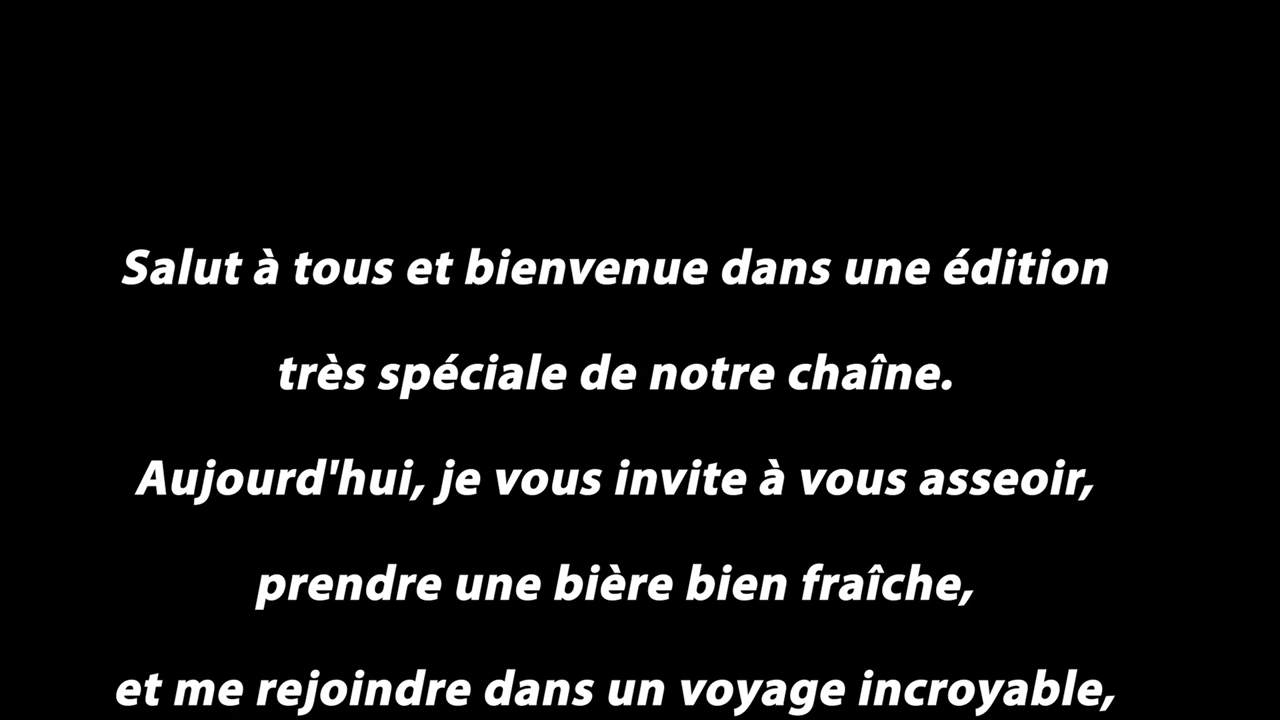 Salut à tous et bienvenue dans une édition
très spéciale de notre chaîne.
Aujourd'hui, je vous invite à vous asseoir,
prendre une bière bien fraîche,
et me rejoindre dans un voyage incroyable,